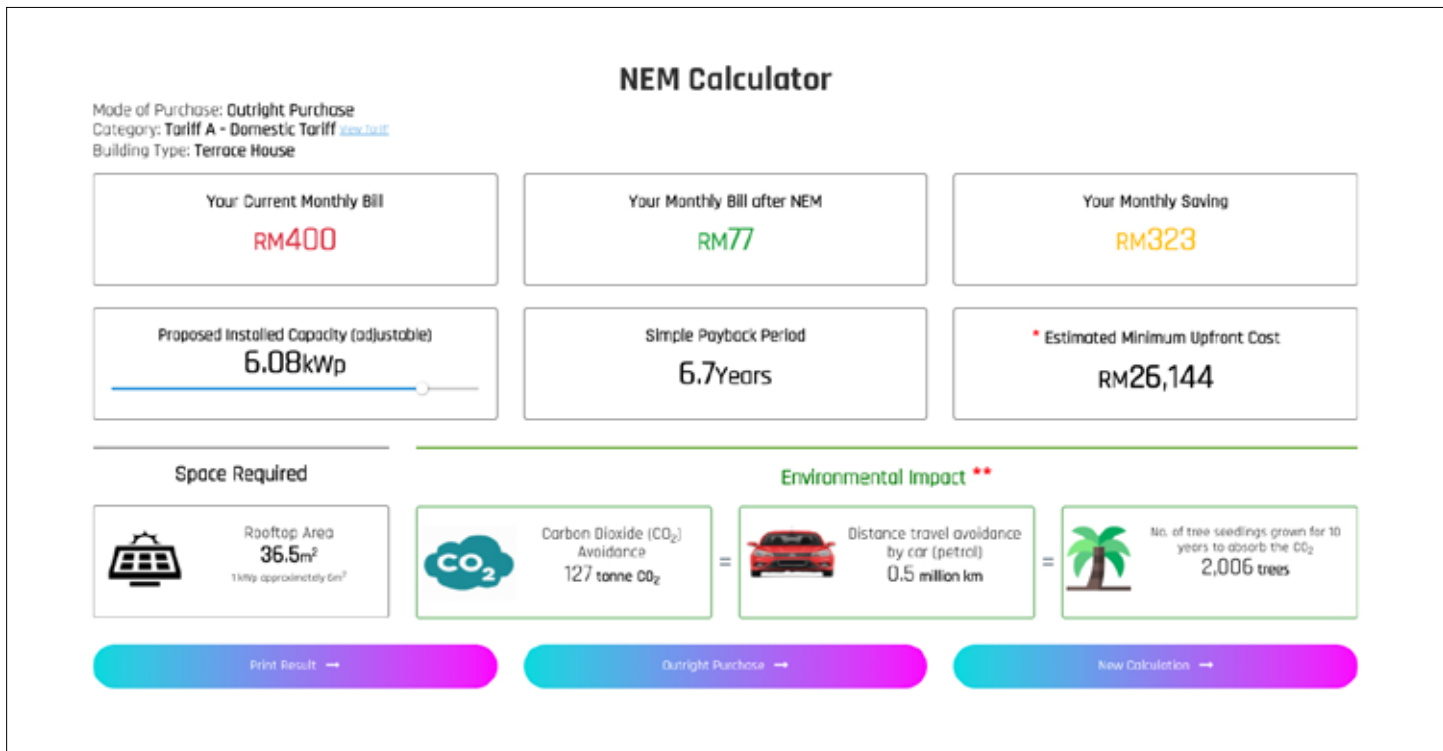 NEM Calculator
Mode of Purchase: Outright Purchase
Category: Tariff A - Domestic Tariff View Tariff
Building Type: Terrace House
Your Current Monthly Bill
RM400
Your Monthly Bill after NEM
RM77
Your Monthly Saving
RM323
Proposed Installed Capacity (adjustable)
6.08kWp
Simple Payback Period
6.7Years
* Estimated Minimum Upfront Cost
RM26,144
Space Required
Environmental Impact **
Rooftop Area
36.5m²
1 kWp approximately 6m²
CO₂
Carbon Dioxide (CO₂)
Avoidance
127 tonne CO₂
=
Distance travel avoidance
by car (petrol)
0.5 million km
=
No. of tree seedlings grown for 10
years to absorb the CO₂
2,006 trees
Print Result →
Outright Purchase →
New Calculation →